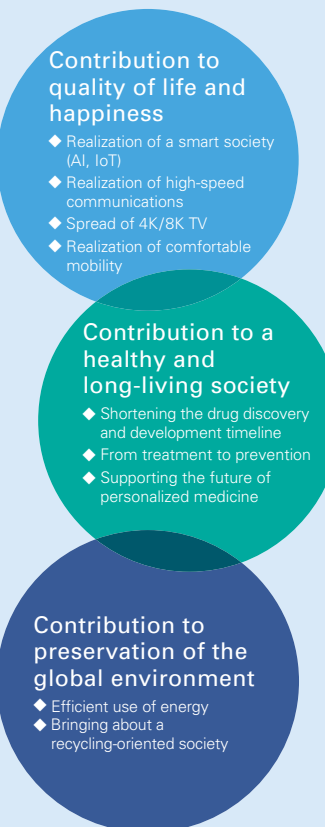 Contribution to
quality of life and
happiness
◆ Realization of a smart society
(AI, IoT)
◆ Realization of high-speed
communications
◆ Spread of 4K/8K TV
◆ Realization of comfortable
mobility
Contribution to a
healthy and
long-living society
◆ Shortening the drug discovery
and development timeline
◆ From treatment to prevention
◆ Supporting the future of
personalized medicine
Contribution to
preservation of the
global environment
◆ Efficient use of energy
◆ Bringing about a
recycling-oriented society